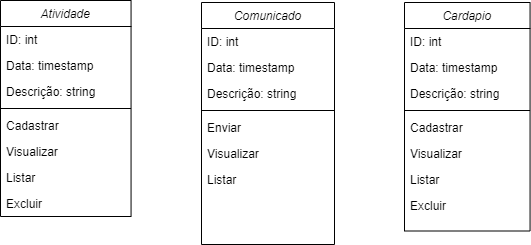 Atividade
ID: int
Data: timestamp
Descrição: string
Cadastrar
Visualizar
Listar
Excluir
Comunicado
ID: int
Data: timestamp
Descrição: string
Enviar
Visualizar
Listar
Cardapio
ID: int
Data: timestamp
Descrição: string
Cadastrar
Visualizar
Listar
Excluir